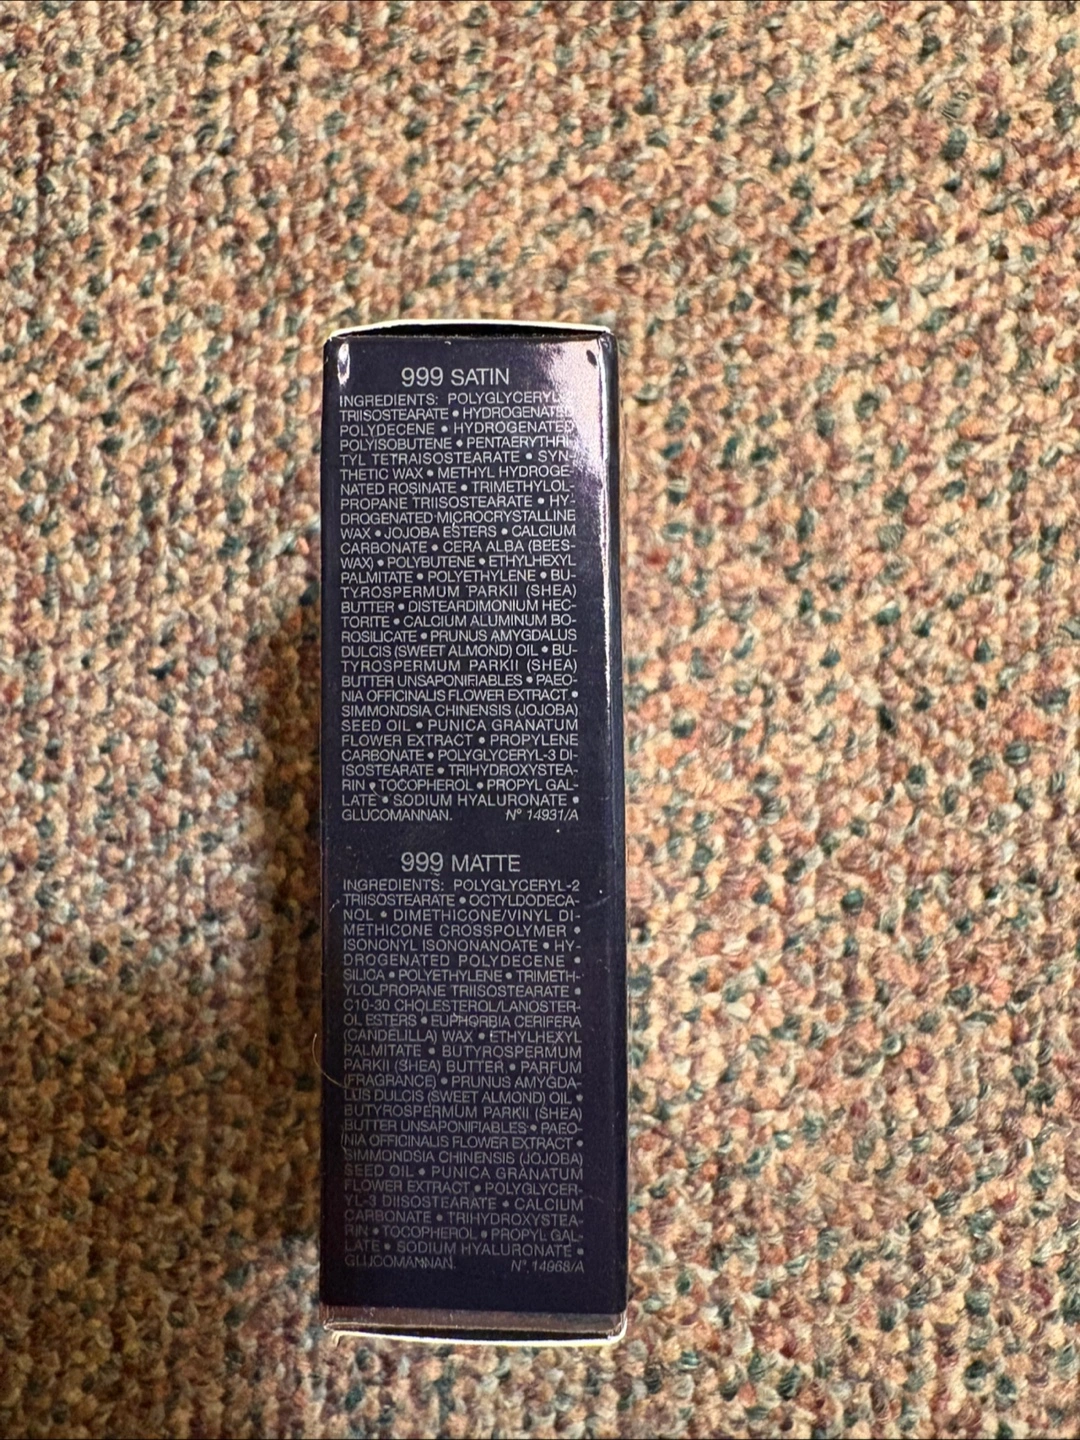 999 SATIN
INGREDIENTS: POLYGLYCERYL-2
TRIISOSTEARATE • HYDROGENATED
POLYDECENE • HYDROGENATED
POLYISOBUTENE • PENTAERYTHRI-
TYL TETRAISOSTEARATE • SYN-
THETIC WAX • METHYL HYDROGE-
NATED ROSINATE • TRIMETHYLOL-
PROPANE TRIISOSTEARATE • HY-
DROGENATED MICROCRYSTALLINE
WAX • JOJOBA ESTERS • CALCIUM
CARBONATE • CERA ALBA (BEES-
WAX) • POLYBUTENE • ETHYLHEXYL
PALMITATE • POLYETHYLENE • BU-
TYROSPERMUM PARKII (SHEA)
BUTTER • DISTEARDIMONIUM HEC-
TORITE • CALCIUM ALUMINUM BO-
ROSILICATE • PRUNUS AMYGDALUS
DULCIS (SWEET ALMOND) OIL • BU-
TYROSPERMUM PARKII (SHEA)
BUTTER UNSAPONIFIABLES • PAEO-
NIA OFFICINALIS FLOWER EXTRACT •
SIMMONDSIA CHINENSIS (JOJOBA)
SEED OIL • PUNICA GRANATUM
FLOWER EXTRACT • PROPYLENE
CARBONATE • POLYGLYCERYL-3 DI-
ISOSTEARATE • TRIHYDROXYSTEA-
RIN • TOCOPHEROL • PROPYL GAL-
LATE • SODIUM HYALURONATE •
GLUCOMANNAN. N° 14931/A
999 MATTE
INGREDIENTS: POLYGLYCERYL-2
TRIISOSTEARATE • OCTYLDODECA-
NOL • DIMETHICONE/VINYL DI-
METHICONE CROSSPOLYMER •
ISONONYL ISONONANOATE • HY-
DROGENATED POLYDECENE •
SILICA • POLYETHYLENE • TRIMETH-
YLOLPROPANE TRIISOSTEARATE •
C10-30 CHOLESTEROL/LANOSTER-
OL ESTERS • EUPHORBIA CERIFERA
(CANDELILLA) WAX • ETHYLHEXYL
PALMITATE • BUTYROSPERMUM
PARKII (SHEA) BUTTER • PARFUM
(FRAGRANCE) • PRUNUS AMYGDA-
LUS DULCIS (SWEET ALMOND) OIL •
BUTYROSPERMUM PARKII (SHEA)
BUTTER UNSAPONIFIABLES • PAEO-
NIA OFFICINALIS FLOWER EXTRACT •
SIMMONDSIA CHINENSIS (JOJOBA)
SEED OIL • PUNICA GRANATUM
FLOWER EXTRACT • POLYGLYCER-
YL-3 DIISOSTEARATE • CALCIUM
CARBONATE • TRIHYDROXYSTEA-
RIN • TOCOPHEROL • PROPYL GAL-
LATE • SODIUM HYALURONATE •
GLUCOMANNAN. N° 14968/A